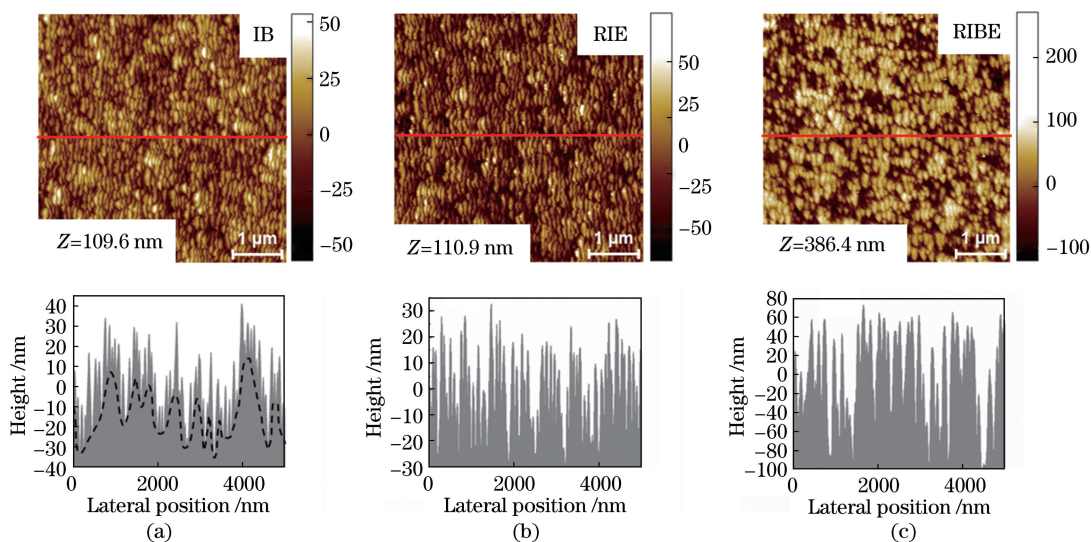 IB
50
25
0
−25
−50
Z=109.6 nm
1 μm
RIE
50
25
0
−25
−50
Z=110.9 nm
1 μm
RIBE
200
100
0
−100
Z=386.4 nm
1 μm
Height /nm
40
30
20
10
0
−10
−20
−30
−40
0 2000 4000
Lateral position /nm
(a)
Height /nm
30
20
10
0
−10
−20
−30
0 2000 4000
Lateral position /nm
(b)
Height /nm
80
60
40
20
0
−20
−40
−60
−80
−100
0 2000 4000
Lateral position /nm
(c)